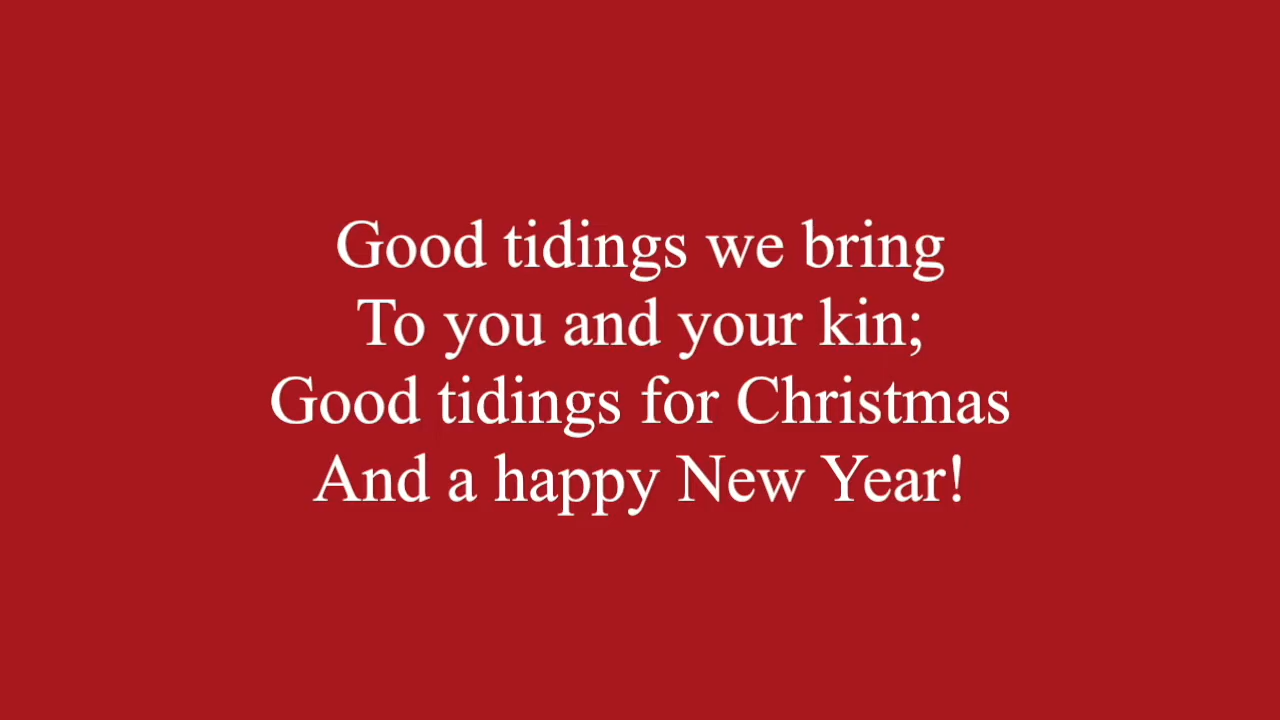 Good tidings we bring
To you and your kin;
Good tidings for Christmas
And a happy New Year!